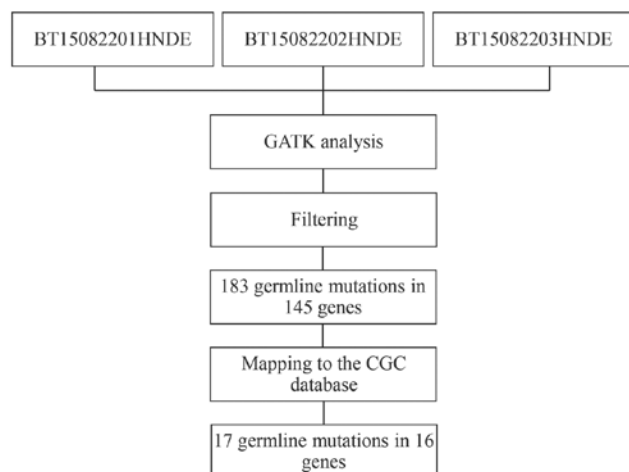 BT15082201HNDE
BT15082202HNDE
BT15082203HNDE
GATK analysis
Filtering
183 germline mutations in
145 genes
Mapping to the CGC
database
17 germline mutations in 16
genes